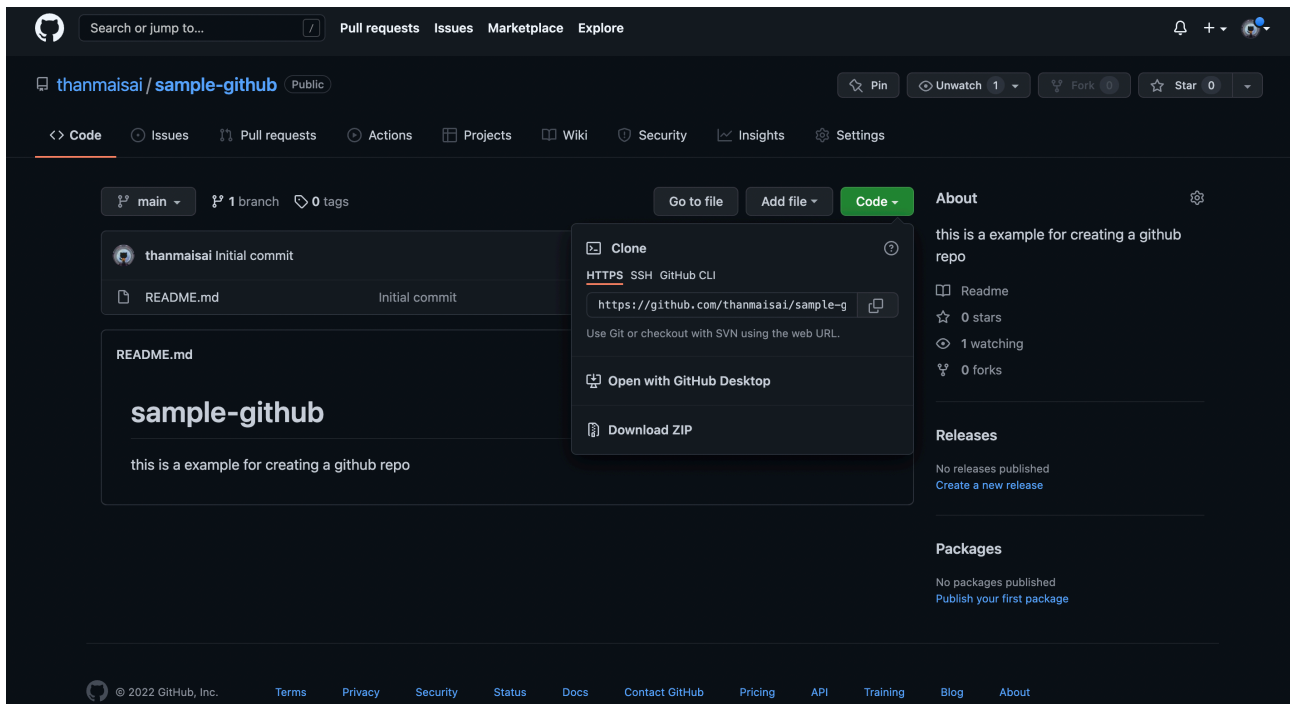 Search or jump to... /
Pull requests Issues Marketplace Explore
thanmaisai / sample-github Public
Pin Unwatch 1 Fork 0 Star 0
Code Issues Pull requests Actions Projects Wiki Security Insights Settings
main 1 branch 0 tags
Go to file Add file Code
thanmaisai Initial commit
README.md Initial commit
Clone
HTTPS SSH GitHub CLI
https://github.com/thanmaisai/sample-g
Use Git or checkout with SVN using the web URL.
Open with GitHub Desktop
Download ZIP
README.md
sample-github
this is a example for creating a github repo
About
this is a example for creating a github
repo
Readme
0 stars
1 watching
0 forks
Releases
No releases published
Create a new release
Packages
No packages published
Publish your first package
© 2022 GitHub, Inc. Terms Privacy Security Status Docs Contact GitHub Pricing API Training Blog About